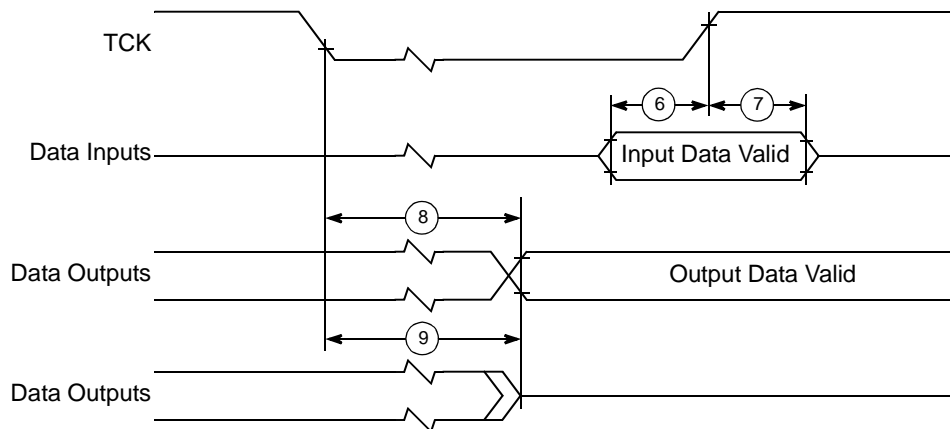 TCK
6
7
Data Inputs
Input Data Valid
8
Data Outputs
Output Data Valid
9
Data Outputs